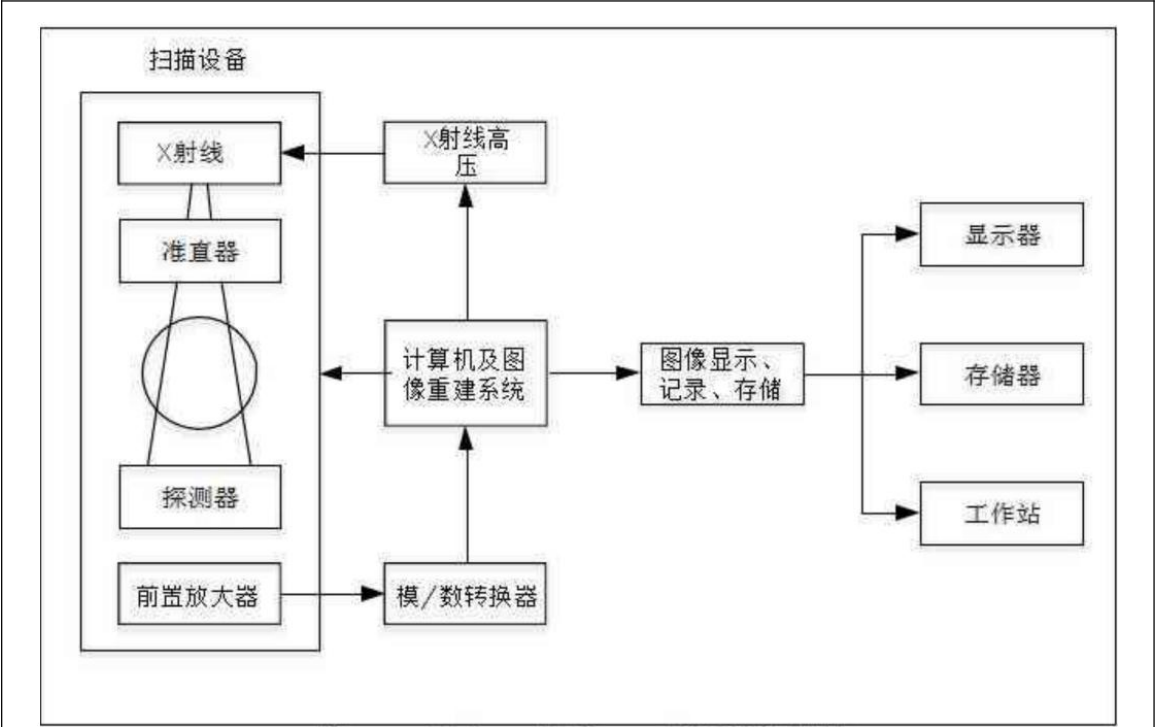 扫描设备
X射线
X射线高
压
准直器
显示器
计算机及图
像重建系统
图像显示、
记录、存储
存储器
探测器
工作站
前置放大器
模/数转换器